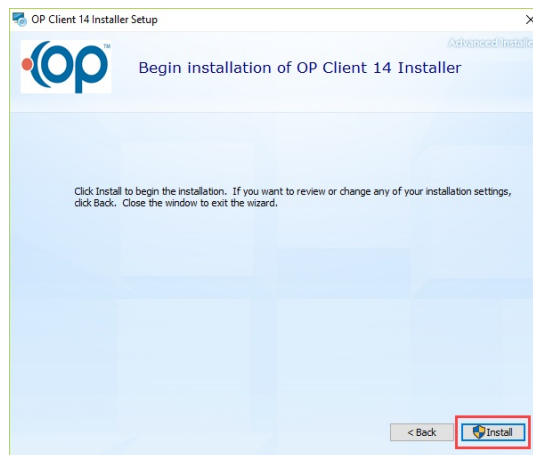 OP Client 14 Installer Setup
Advanced Installe
op™
Begin installation of OP Client 14 Installer
Click Install to begin the installation.  If you want to review or change any of your installation settings,
click Back.  Close the window to exit the wizard.
< Back
Install